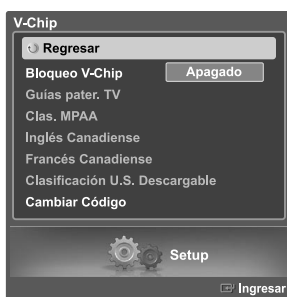 V-Chip
Regresar
Bloqueo V-Chip Apagado
Guías pater. TV
Clas. MPAA
Inglés Canadiense
Francés Canadiense
Clasificación U.S. Descargable
Cambiar Código
Setup
Ingresar